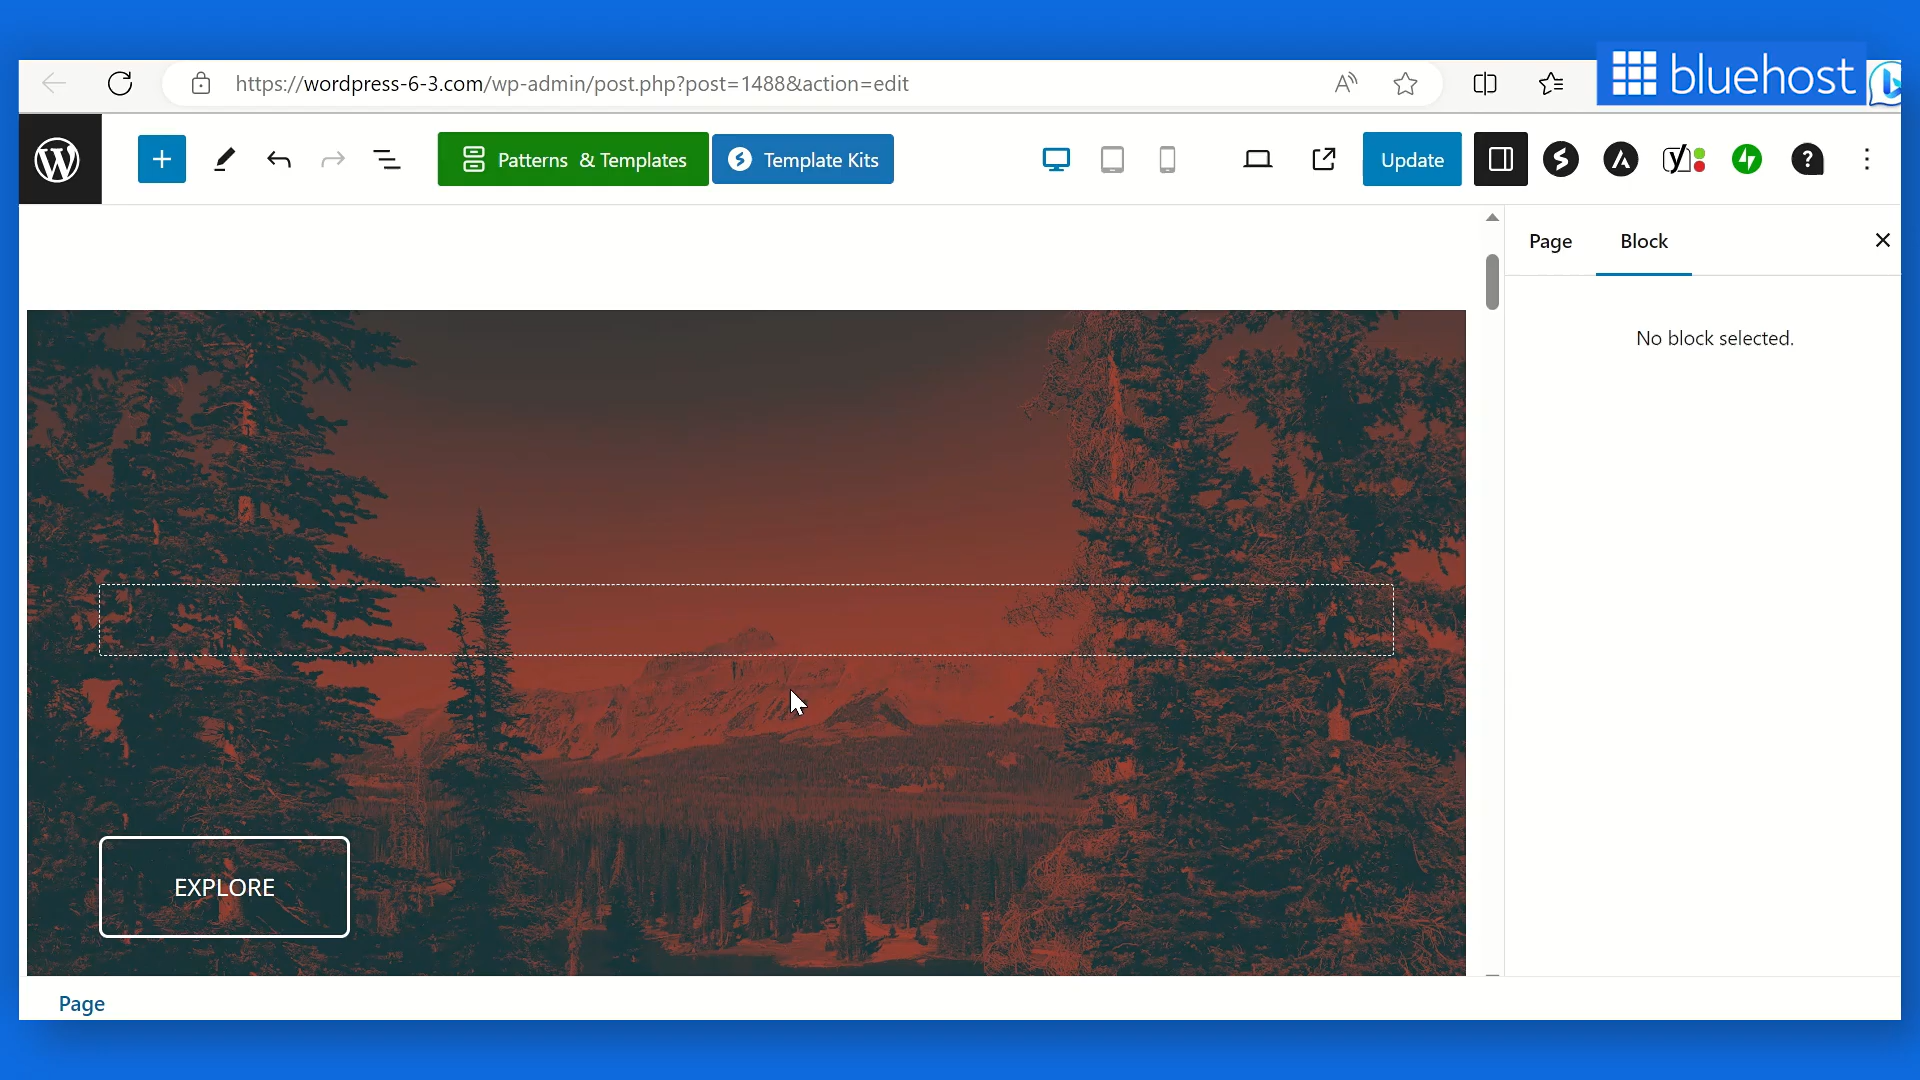 bluehost
https://wordpress-6-3.com/wp-admin/post.php?post=1488&action=edit
Patterns & Templates
Template Kits
Update
Page
Block
No block selected.
EXPLORE
Page